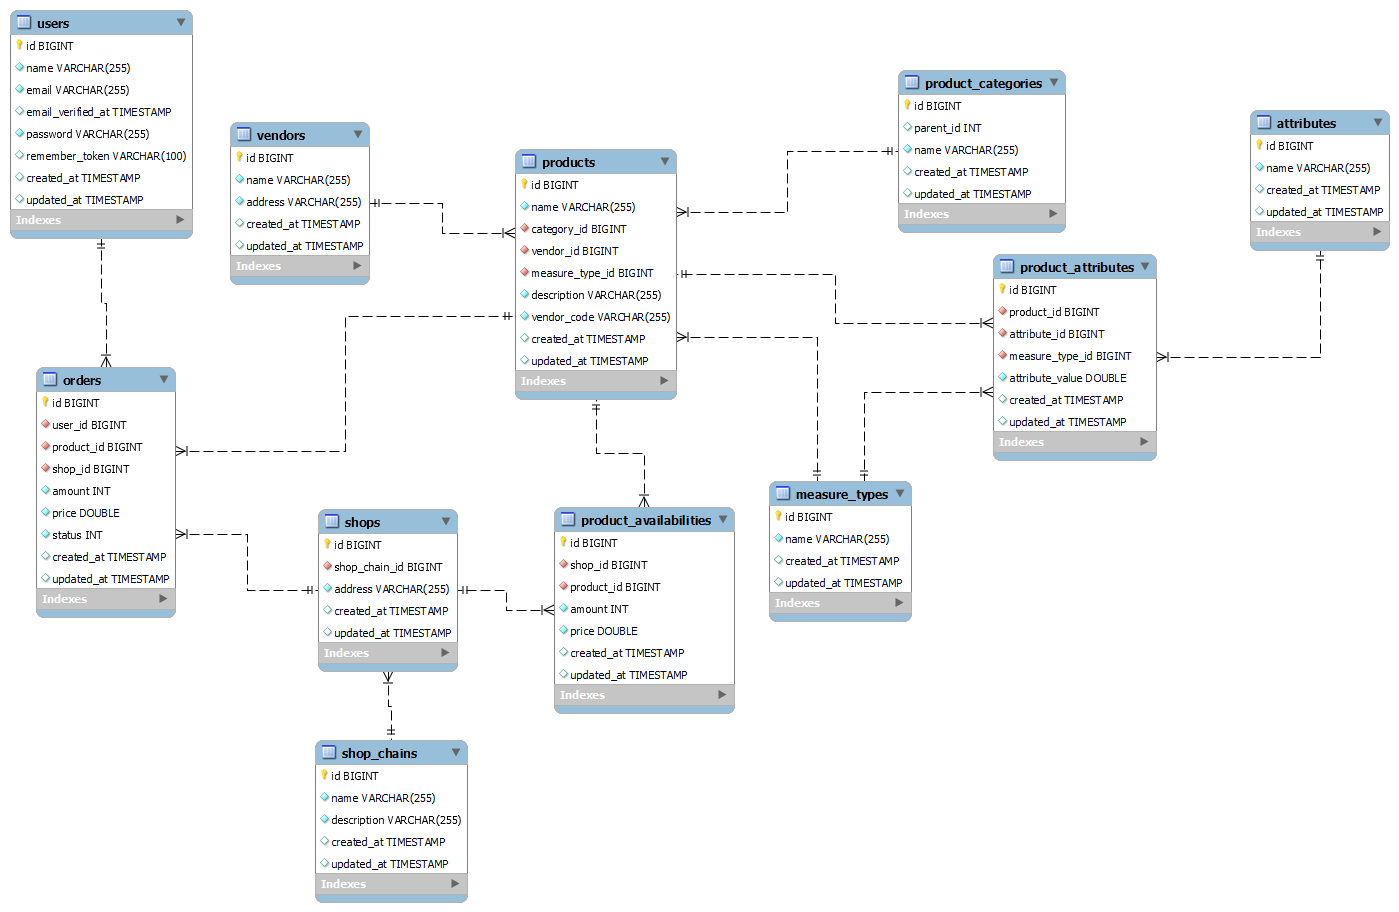 users
id BIGINT
name VARCHAR(255)
email VARCHAR(255)
email_verified_at TIMESTAMP
password VARCHAR(255)
remember_token VARCHAR(100)
created_at TIMESTAMP
updated_at TIMESTAMP
Indexes
vendors
id BIGINT
name VARCHAR(255)
address VARCHAR(255)
created_at TIMESTAMP
updated_at TIMESTAMP
Indexes
products
id BIGINT
name VARCHAR(255)
category_id BIGINT
vendor_id BIGINT
measure_type_id BIGINT
description VARCHAR(255)
vendor_code VARCHAR(255)
created_at TIMESTAMP
updated_at TIMESTAMP
Indexes
product_categories
id BIGINT
parent_id INT
name VARCHAR(255)
created_at TIMESTAMP
updated_at TIMESTAMP
Indexes
attributes
id BIGINT
name VARCHAR(255)
created_at TIMESTAMP
updated_at TIMESTAMP
Indexes
product_attributes
id BIGINT
product_id BIGINT
attribute_id BIGINT
measure_type_id BIGINT
attribute_value DOUBLE
created_at TIMESTAMP
updated_at TIMESTAMP
Indexes
orders
id BIGINT
user_id BIGINT
product_id BIGINT
shop_id BIGINT
amount INT
price DOUBLE
status INT
created_at TIMESTAMP
updated_at TIMESTAMP
Indexes
shops
id BIGINT
shop_chain_id BIGINT
address VARCHAR(255)
created_at TIMESTAMP
updated_at TIMESTAMP
Indexes
product_availabilities
id BIGINT
shop_id BIGINT
product_id BIGINT
amount INT
price DOUBLE
created_at TIMESTAMP
updated_at TIMESTAMP
Indexes
measure_types
id BIGINT
name VARCHAR(255)
created_at TIMESTAMP
updated_at TIMESTAMP
Indexes
shop_chains
id BIGINT
name VARCHAR(255)
description VARCHAR(255)
created_at TIMESTAMP
updated_at TIMESTAMP
Indexes